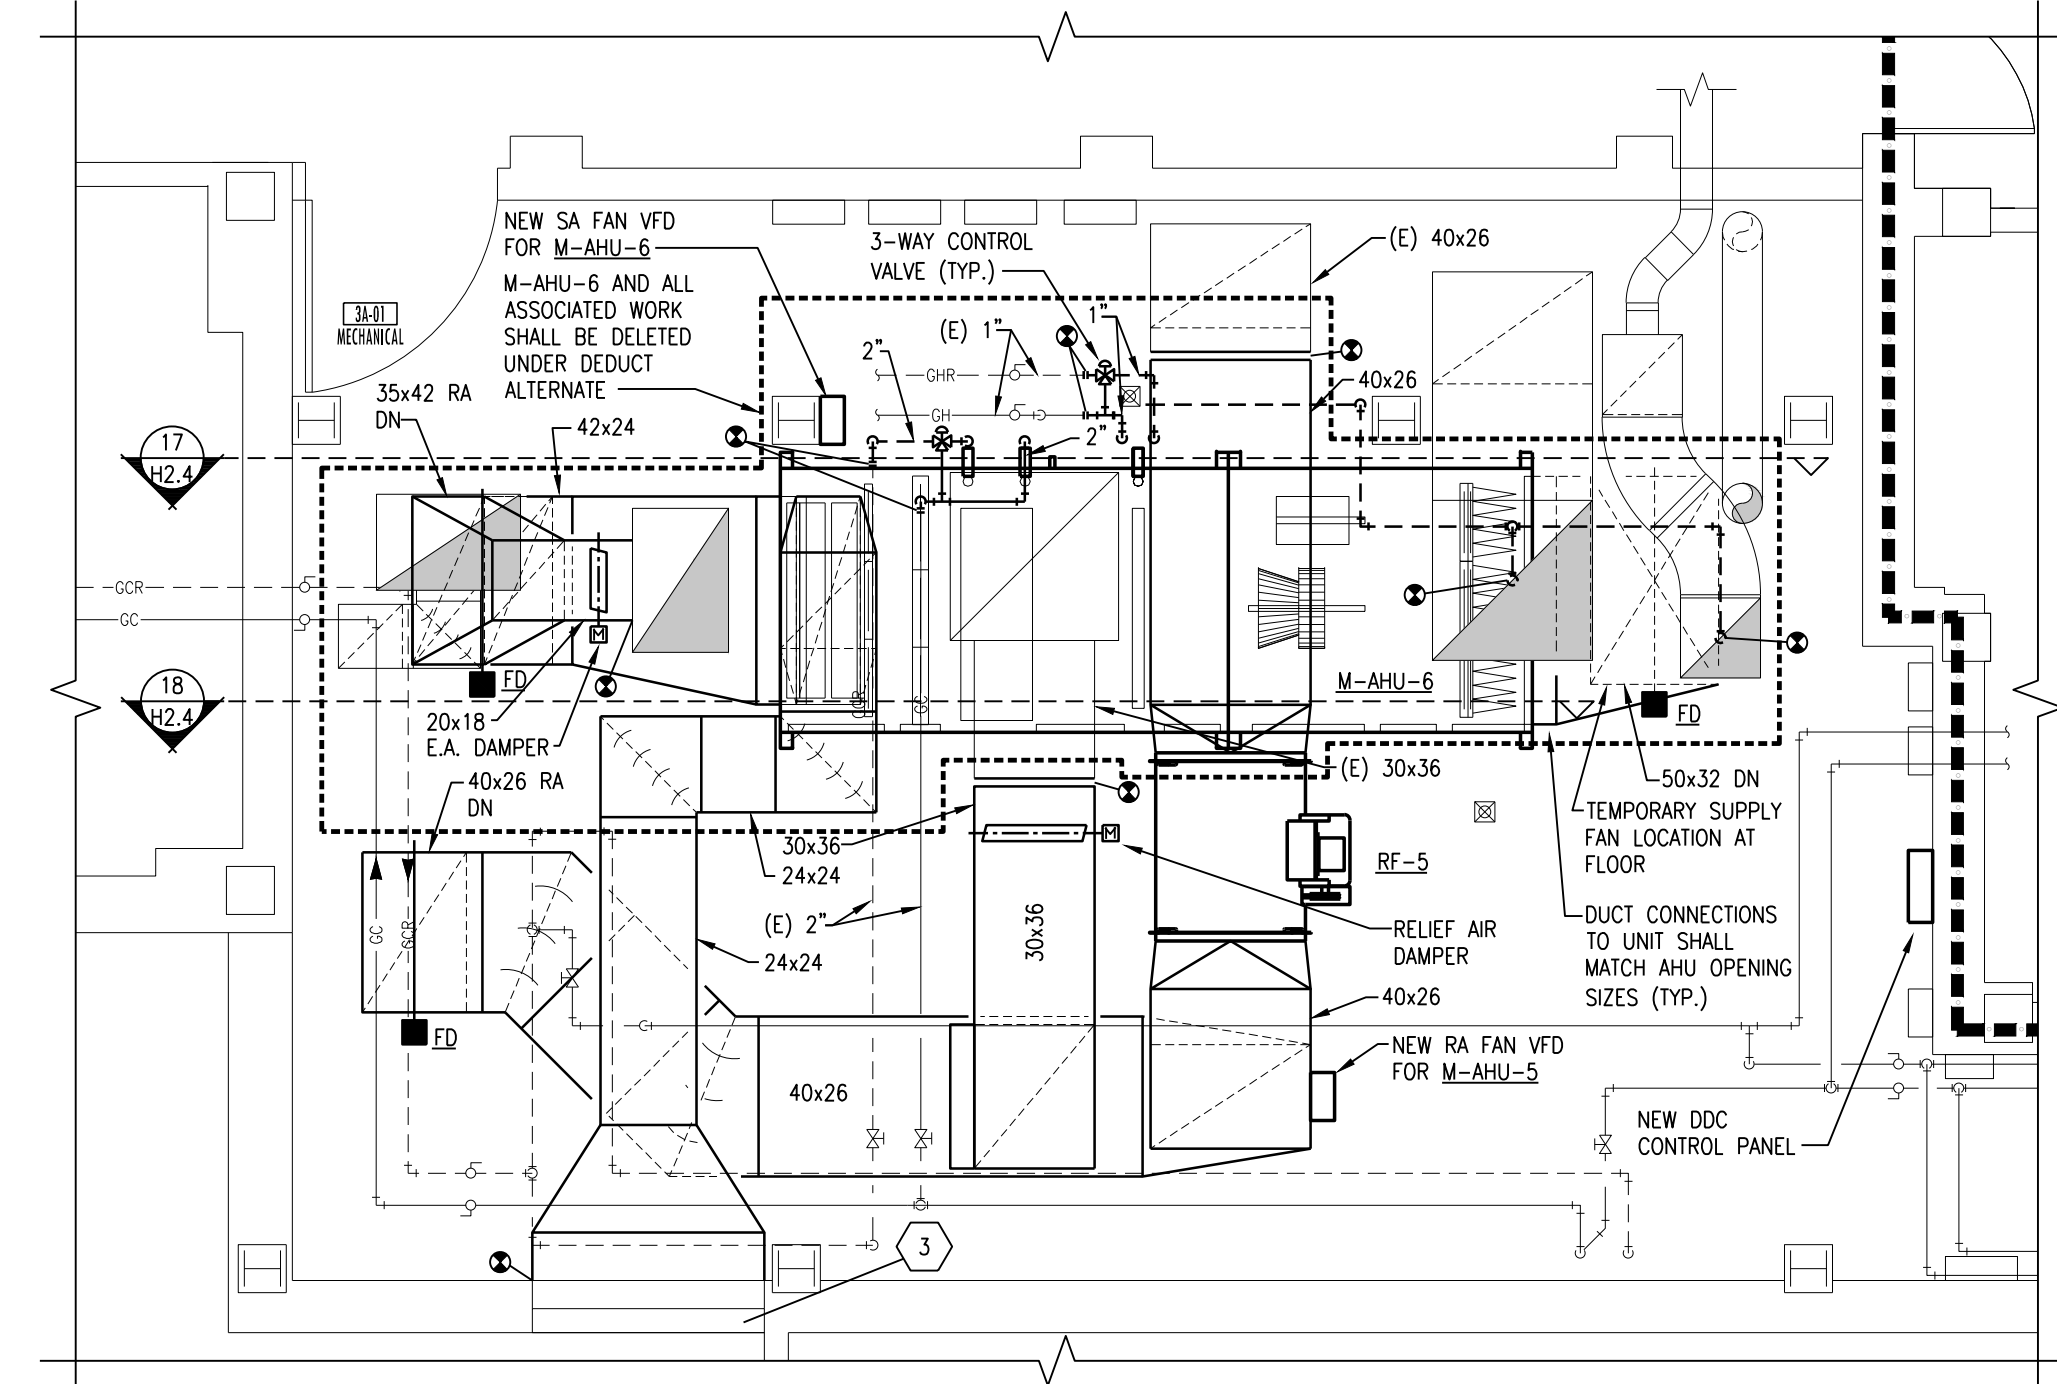 NEW SA FAN VFD
FOR M-AHU-6
M-AHU-6 AND ALL
ASSOCIATED WORK
SHALL BE DELETED
UNDER DEDUCT
ALTERNATE
3-WAY CONTROL
VALVE (TYP.)
(E) 40x26
3A-01
MECHANICAL
(E) 1"
1"
2"
GHR
GH
2"
40x26
35x42 RA
DN
42x24
17
H2.4
GCR
GC
18
H2.4
FD
20x18
E.A. DAMPER
M
GCR
GC
M-AHU-6
FD
(E) 30x36
50x32 DN
TEMPORARY SUPPLY
FAN LOCATION AT
FLOOR
40x26 RA
DN
30x36
24x24
M
RF-5
(E) 2"
24x24
GC
GCR
30x36
RELIEF AIR
DAMPER
DUCT CONNECTIONS
TO UNIT SHALL
MATCH AHU OPENING
SIZES (TYP.)
FD
40x26
40x26
NEW RA FAN VFD
FOR M-AHU-5
NEW DDC
CONTROL PANEL
3